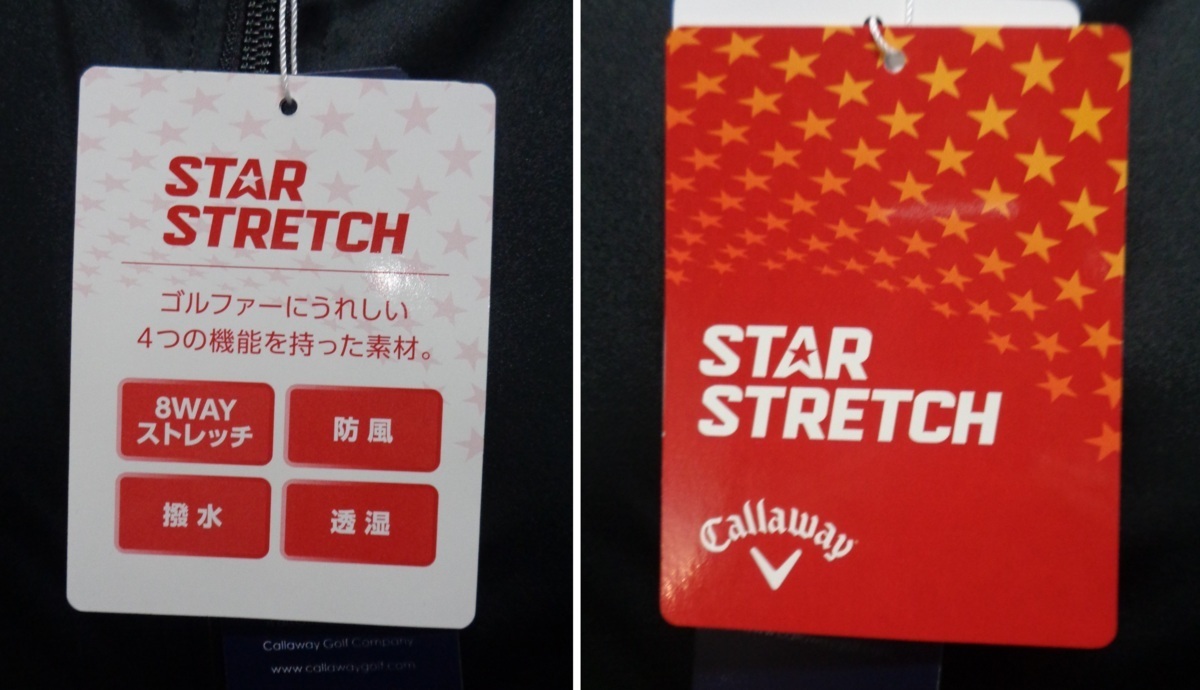 STAR
STRETCH
ゴルファーにうれしい
4つの機能を持った素材。
8WAY
ストレッチ
防風
撥水
透湿
Callaway Golf Company
www.callawaygolf.com
STAR
STRETCH
Callaway